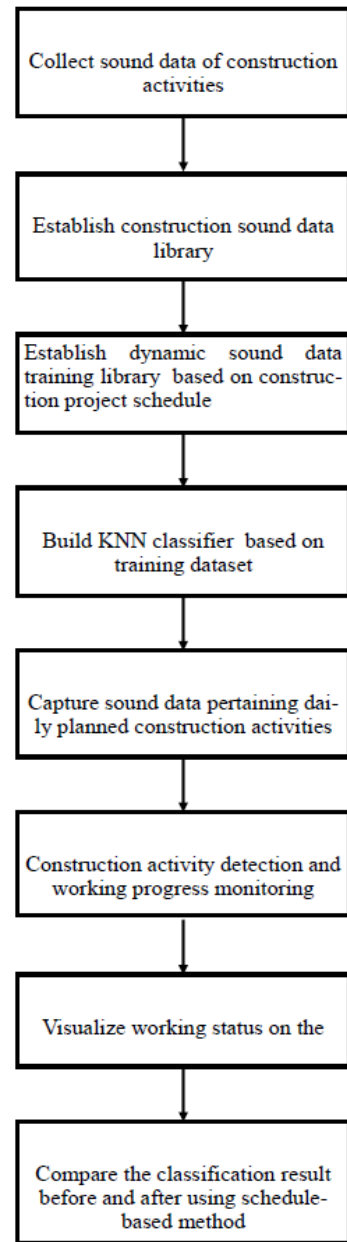 Collect sound data of construction
activities
Establish construction sound data
library
Establish dynamic sound data
training library based on construc-
tion project schedule
Build KNN classifier based on
training dataset
Capture sound data pertaining dai-
ly planned construction activities
Construction activity detection and
working progress monitoring
Visualize working status on the
Compare the classification result
before and after using schedule-
based method